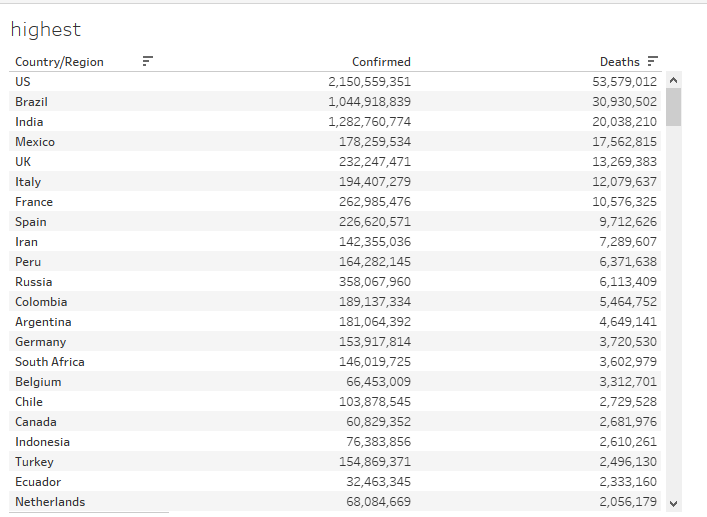 highest
Country/Region Confirmed Deaths
US 2,150,559,351 53,579,012
Brazil 1,044,918,839 30,930,502
India 1,282,760,774 20,038,210
Mexico 178,259,534 17,562,815
UK 232,247,471 13,269,383
Italy 194,407,279 12,079,637
France 262,985,476 10,576,325
Spain 226,620,571 9,712,626
Iran 142,355,036 7,289,607
Peru 164,282,145 6,371,638
Russia 358,067,960 6,113,409
Colombia 189,137,334 5,464,752
Argentina 181,064,392 4,649,141
Germany 153,917,814 3,720,530
South Africa 146,019,725 3,602,979
Belgium 66,453,009 3,312,701
Chile 103,878,545 2,729,528
Canada 60,829,352 2,681,976
Indonesia 76,383,856 2,610,261
Turkey 154,869,371 2,496,130
Ecuador 32,463,345 2,333,160
Netherlands 68,084,669 2,056,179